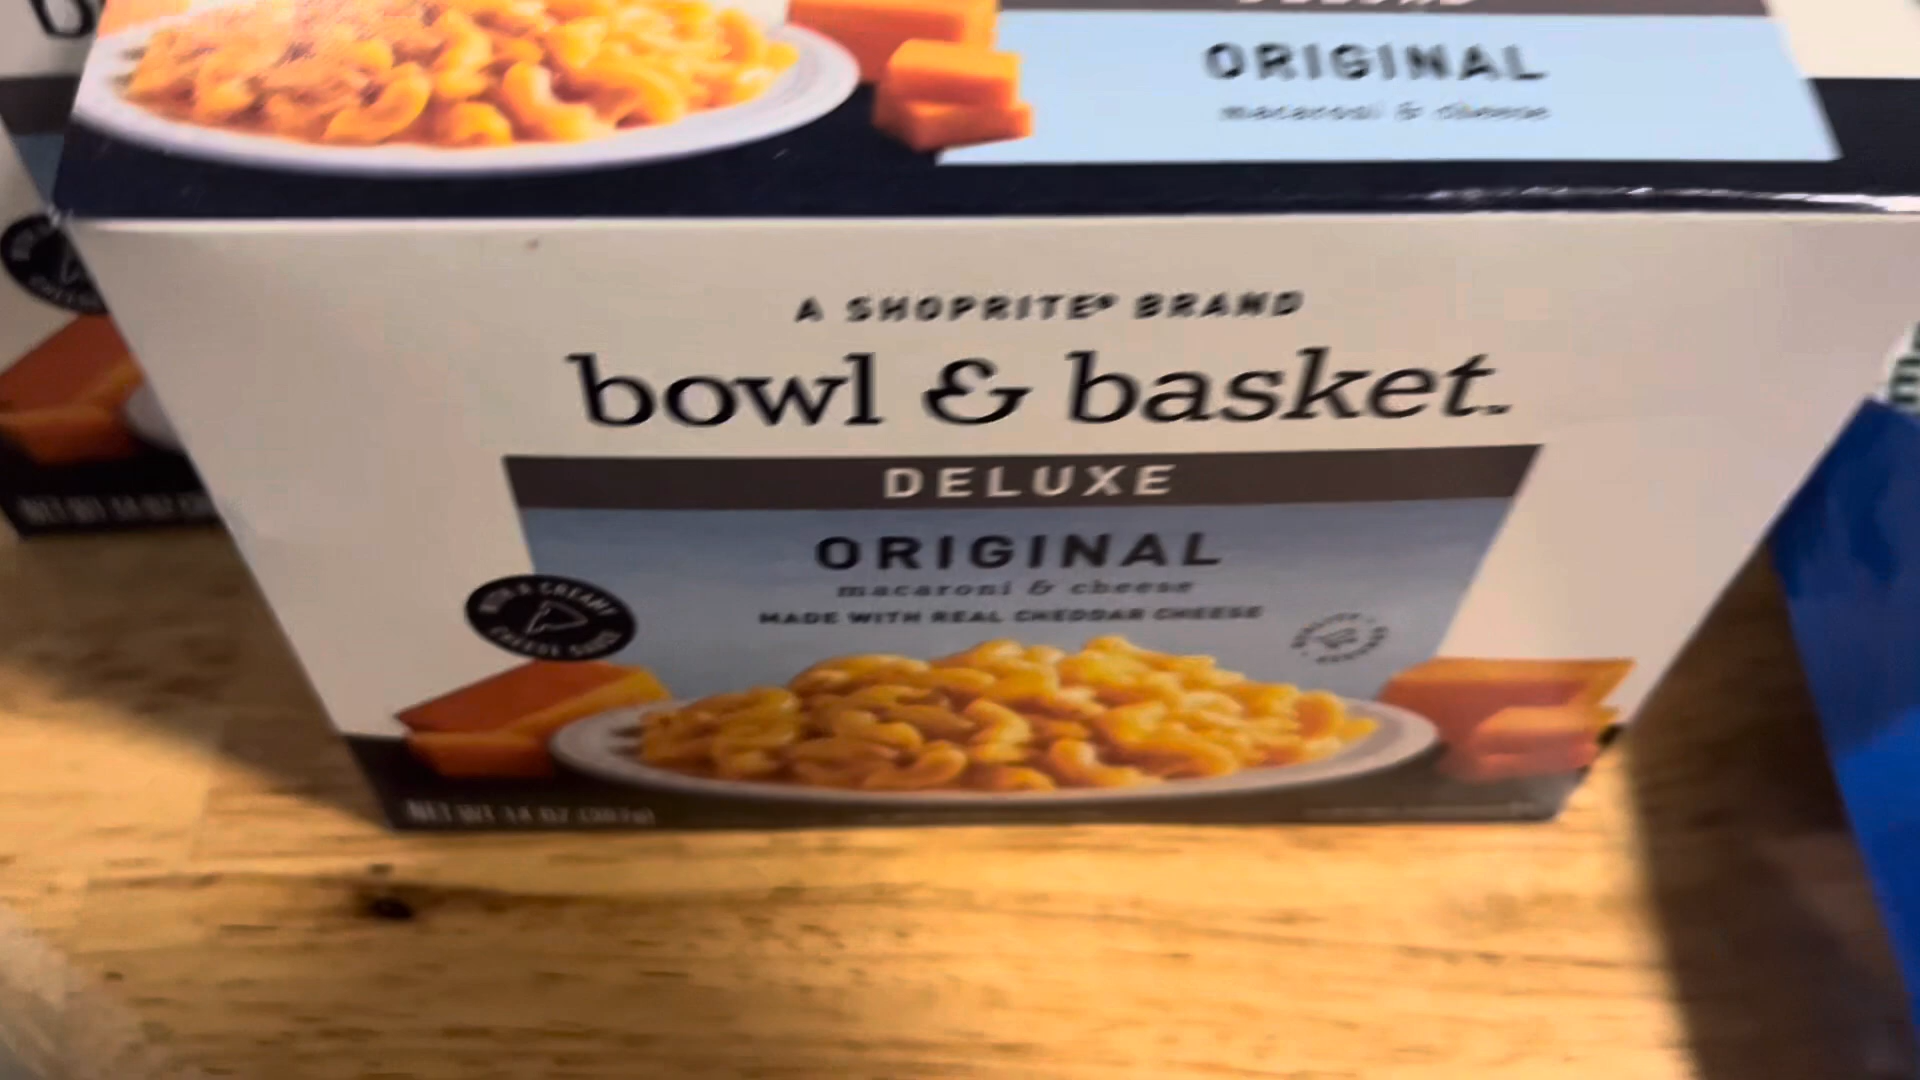 ORIGINAL
macaroni & cheese
A SHOPRITE® BRAND
bowl & basket.
DELUXE
ORIGINAL
macaroni & cheese
MADE WITH REAL CHEDDAR CHEESE
WITH A CREAMY
CHEESE SAUCE
NET WT 14 OZ